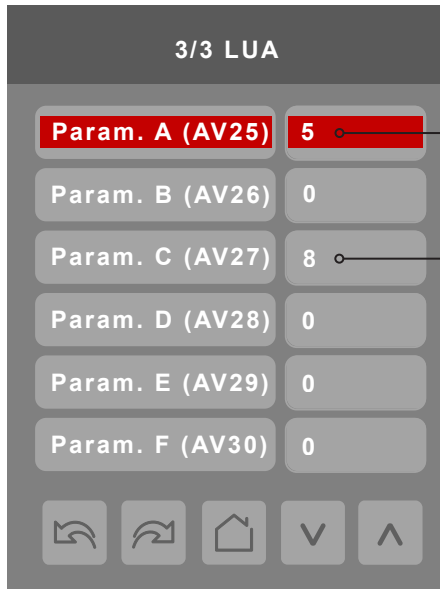 3/3 LUA
Param. A (AV25) 5
Param. B (AV26) 0
Param. C (AV27) 8
Param. D (AV28) 0
Param. E (AV29) 0
Param. F (AV30) 0